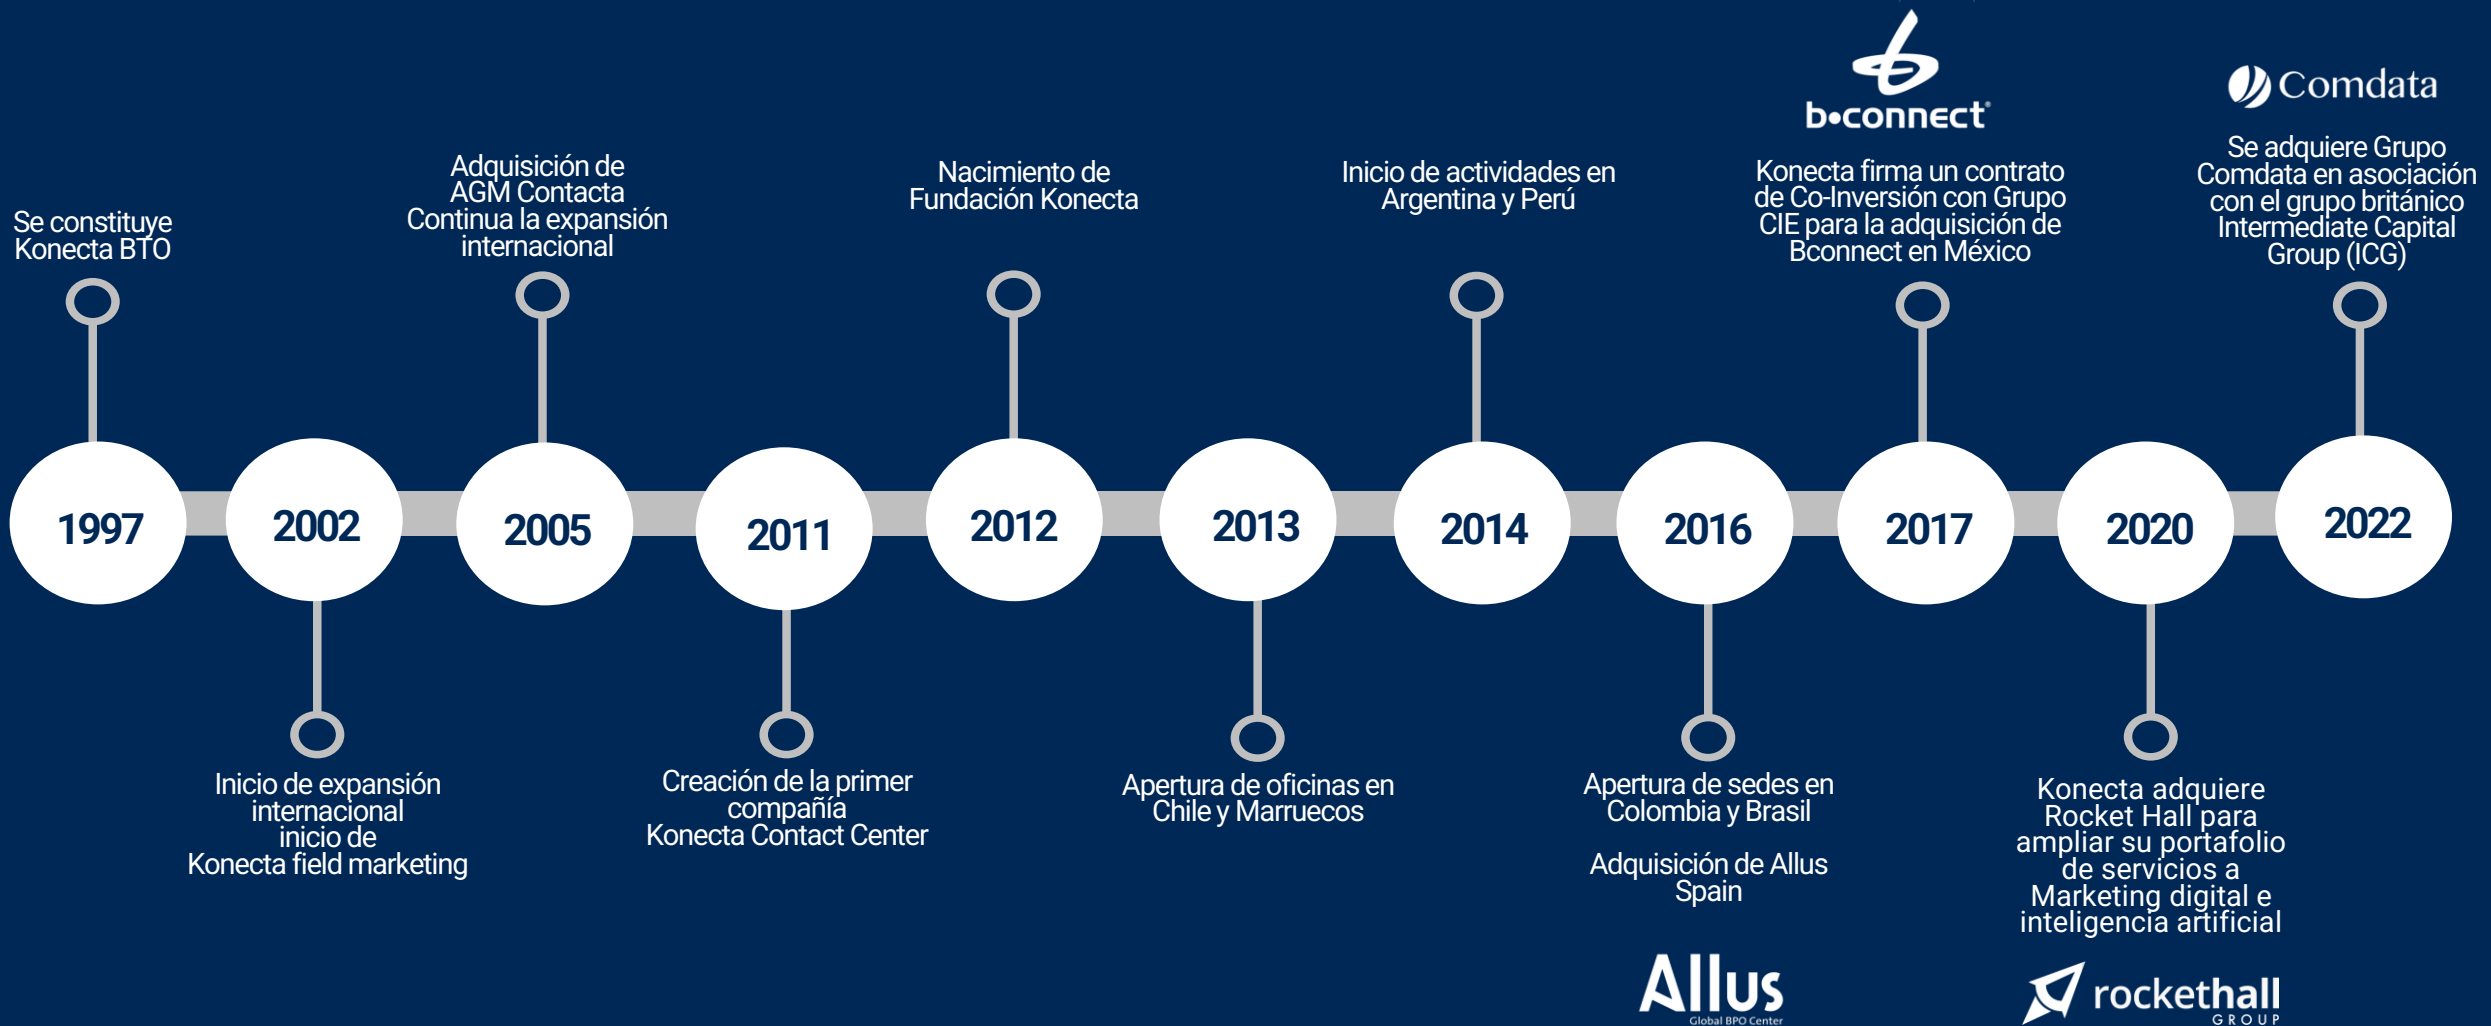 b•connect
Comdata
Se constituye
Konecta BTO
Adquisición de
AGM Contacta
Continua la expansión
internacional
Nacimiento de
Fundación Konecta
Inicio de actividades en
Argentina y Perú
Konecta firma un contrato
de Co-Inversión con Grupo
CIE para la adquisición de
Bconnect en México
Se adquiere Grupo
Comdata en asociación
con el grupo británico
Intermediate Capital
Group (ICG)
1997
2002
2005
2011
2012
2013
2014
2016
2017
2020
2022
Inicio de expansión
internacional
inicio de
Konecta field marketing
Creación de la primer
compañía
Konecta Contact Center
Apertura de oficinas en
Chile y Marruecos
Apertura de sedes en
Colombia y Brasil
Adquisición de Allus
Spain
Allus
Global BPO Center
Konecta adquiere
Rocket Hall para
ampliar su portafolio
de servicios a
Marketing digital e
inteligencia artificial
rockethall
GROUP